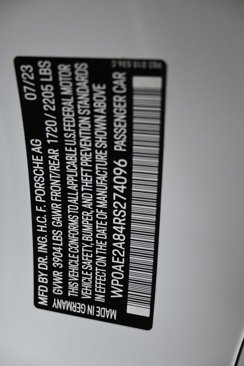 MFD BY DR. ING. H.C. F. PORSCHE AG 07/23
GVWR 3904 LBS GAWR FRONT/REAR 1720 / 2205 LBS
THIS VEHICLE CONFORMS TO ALL APPLICABLE U.S.FEDERAL MOTOR
VEHICLE SAFETY, BUMPER, AND THEFT PREVENTION STANDARDS
IN EFFECT ON THE DATE OF MANUFACTURE SHOWN ABOVE
WP0AE2A84RS274096 PASSENGER CAR
MADE IN GERMANY